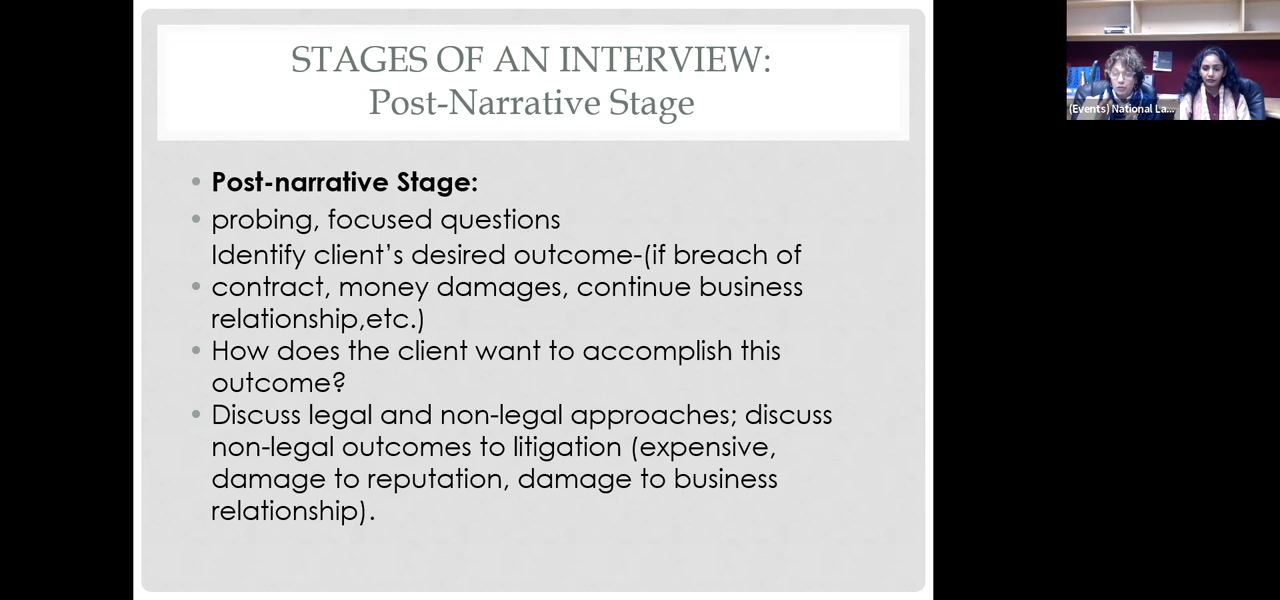 STAGES OF AN INTERVIEW:
Post-Narrative Stage
• Post-narrative Stage:
• probing, focused questions
Identify client’s desired outcome-(if breach of
• contract, money damages, continue business
relationship,etc.)
• How does the client want to accomplish this
outcome?
• Discuss legal and non-legal approaches; discuss
non-legal outcomes to litigation (expensive,
damage to reputation, damage to business
relationship).
(Events) National La...